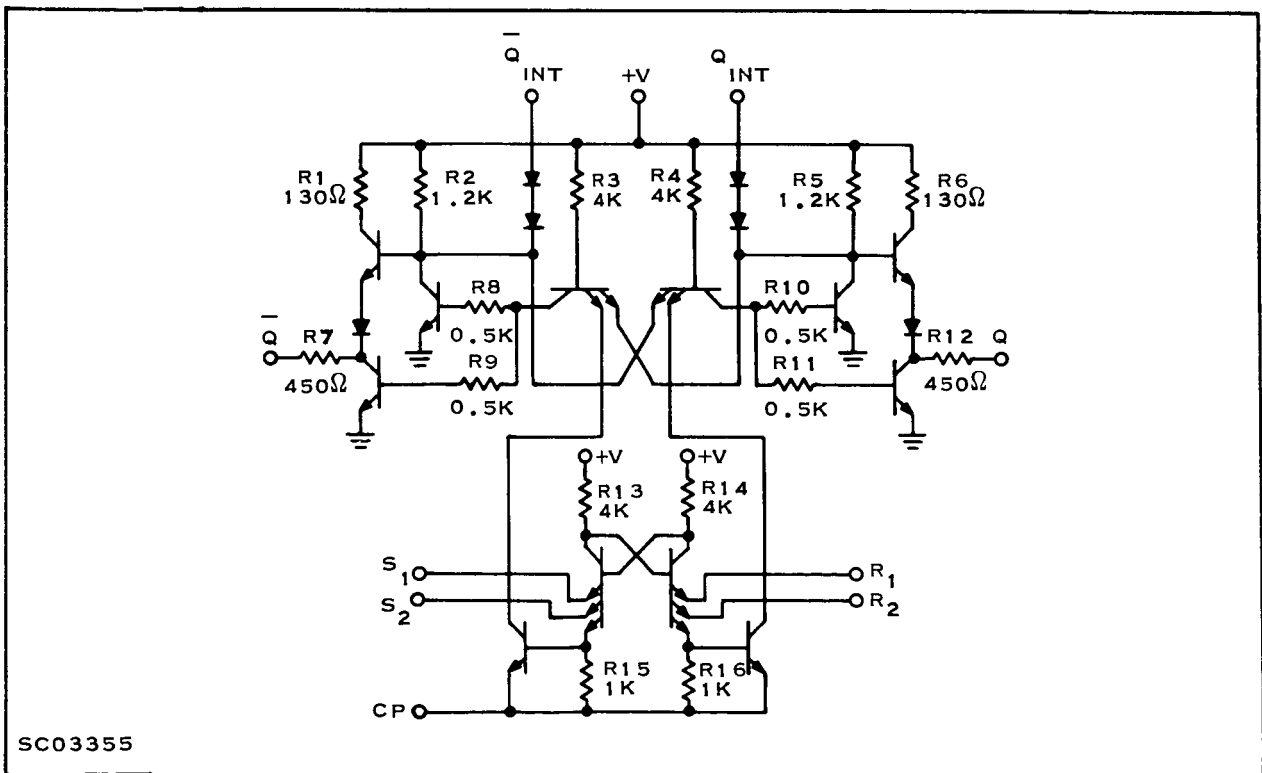 Q̅ INT
+V
Q INT
R1
130Ω
R2
1.2K
R3
4K
R4
4K
R5
1.2K
R6
130Ω
R8
0.5K
R10
0.5K
Q̅
R7
450Ω
R9
0.5K
R11
0.5K
R12
450Ω
Q
+V
+V
R13
4K
R14
4K
S1
S2
R1
R2
R15
1K
R16
1K
CP
SC03355